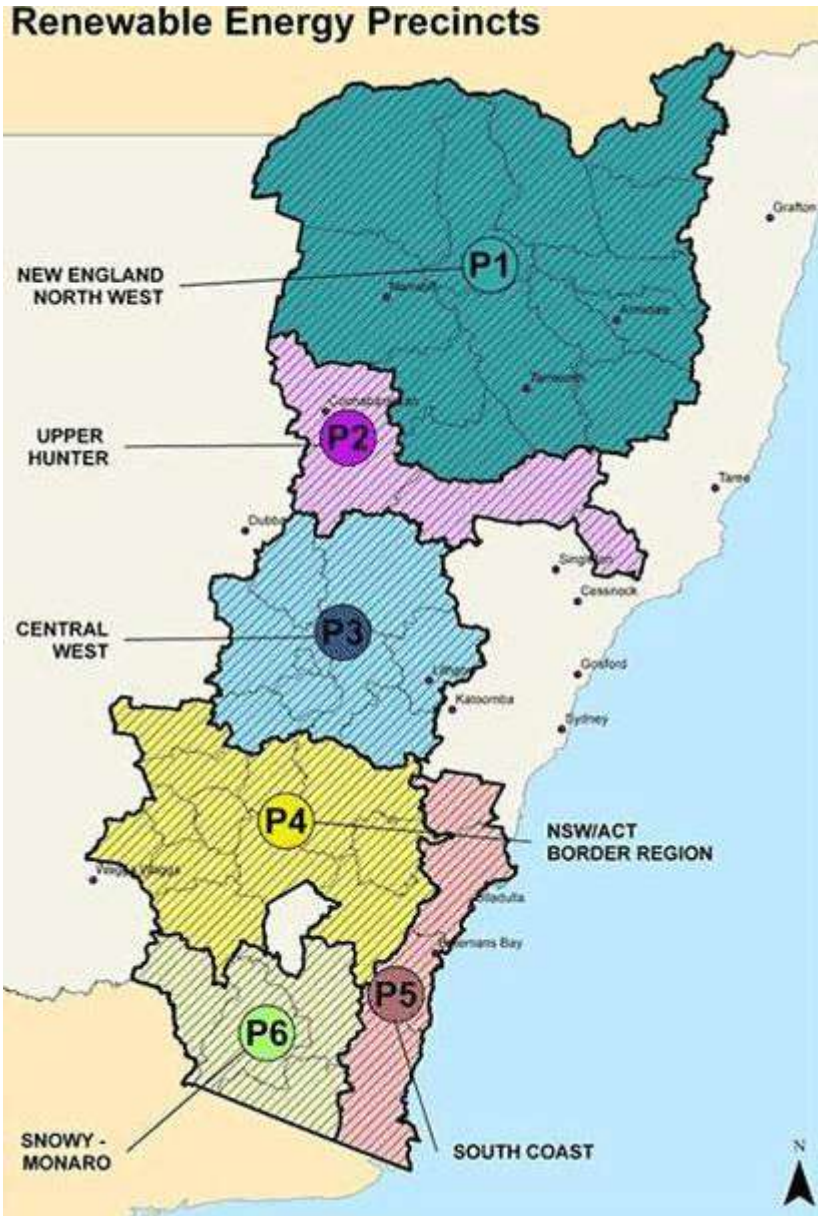 Renewable Energy Precincts
Grafton
P1
NEW ENGLAND
NORTH WEST
Narrabri
Armidale
Tamworth
Coonabarabran
P2
UPPER
HUNTER
Taree
Dubbo
Singleton
Cessnock
P3
CENTRAL
WEST
Lithgow
Gosford
Katoomba
Sydney
P4
NSW/ACT
BORDER REGION
Wagga Wagga
Ulladulla
Batemans Bay
P5
P6
SNOWY -
MONARO
SOUTH COAST
N